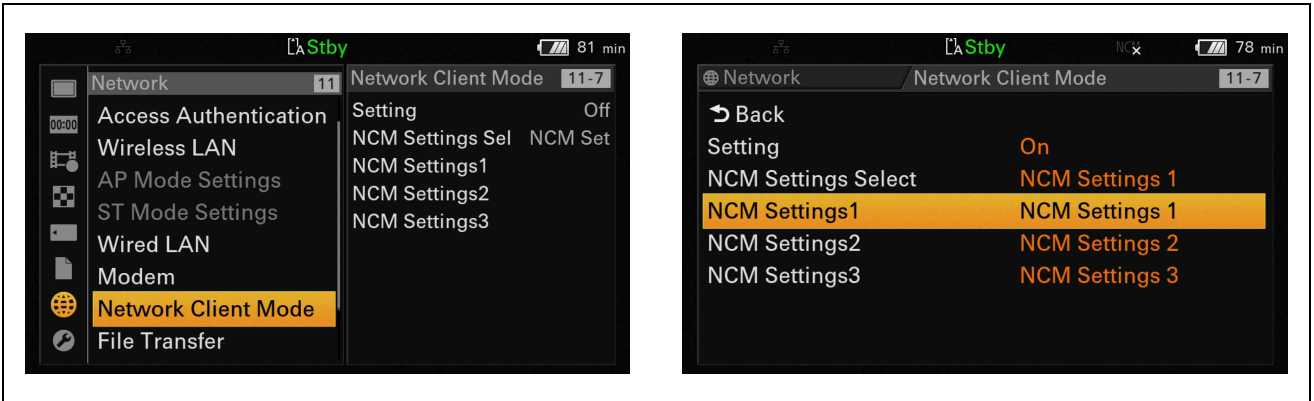 Stby 81 min
Network 11
00:00
Access Authentication
Wireless LAN
AP Mode Settings
ST Mode Settings
Wired LAN
Modem
Network Client Mode
File Transfer
Network Client Mode 11-7
Setting Off
NCM Settings Sel NCM Set
NCM Settings1
NCM Settings2
NCM Settings3
Stby NCM 78 min
Network Network Client Mode 11-7
Back
Setting On
NCM Settings Select NCM Settings 1
NCM Settings1 NCM Settings 1
NCM Settings2 NCM Settings 2
NCM Settings3 NCM Settings 3